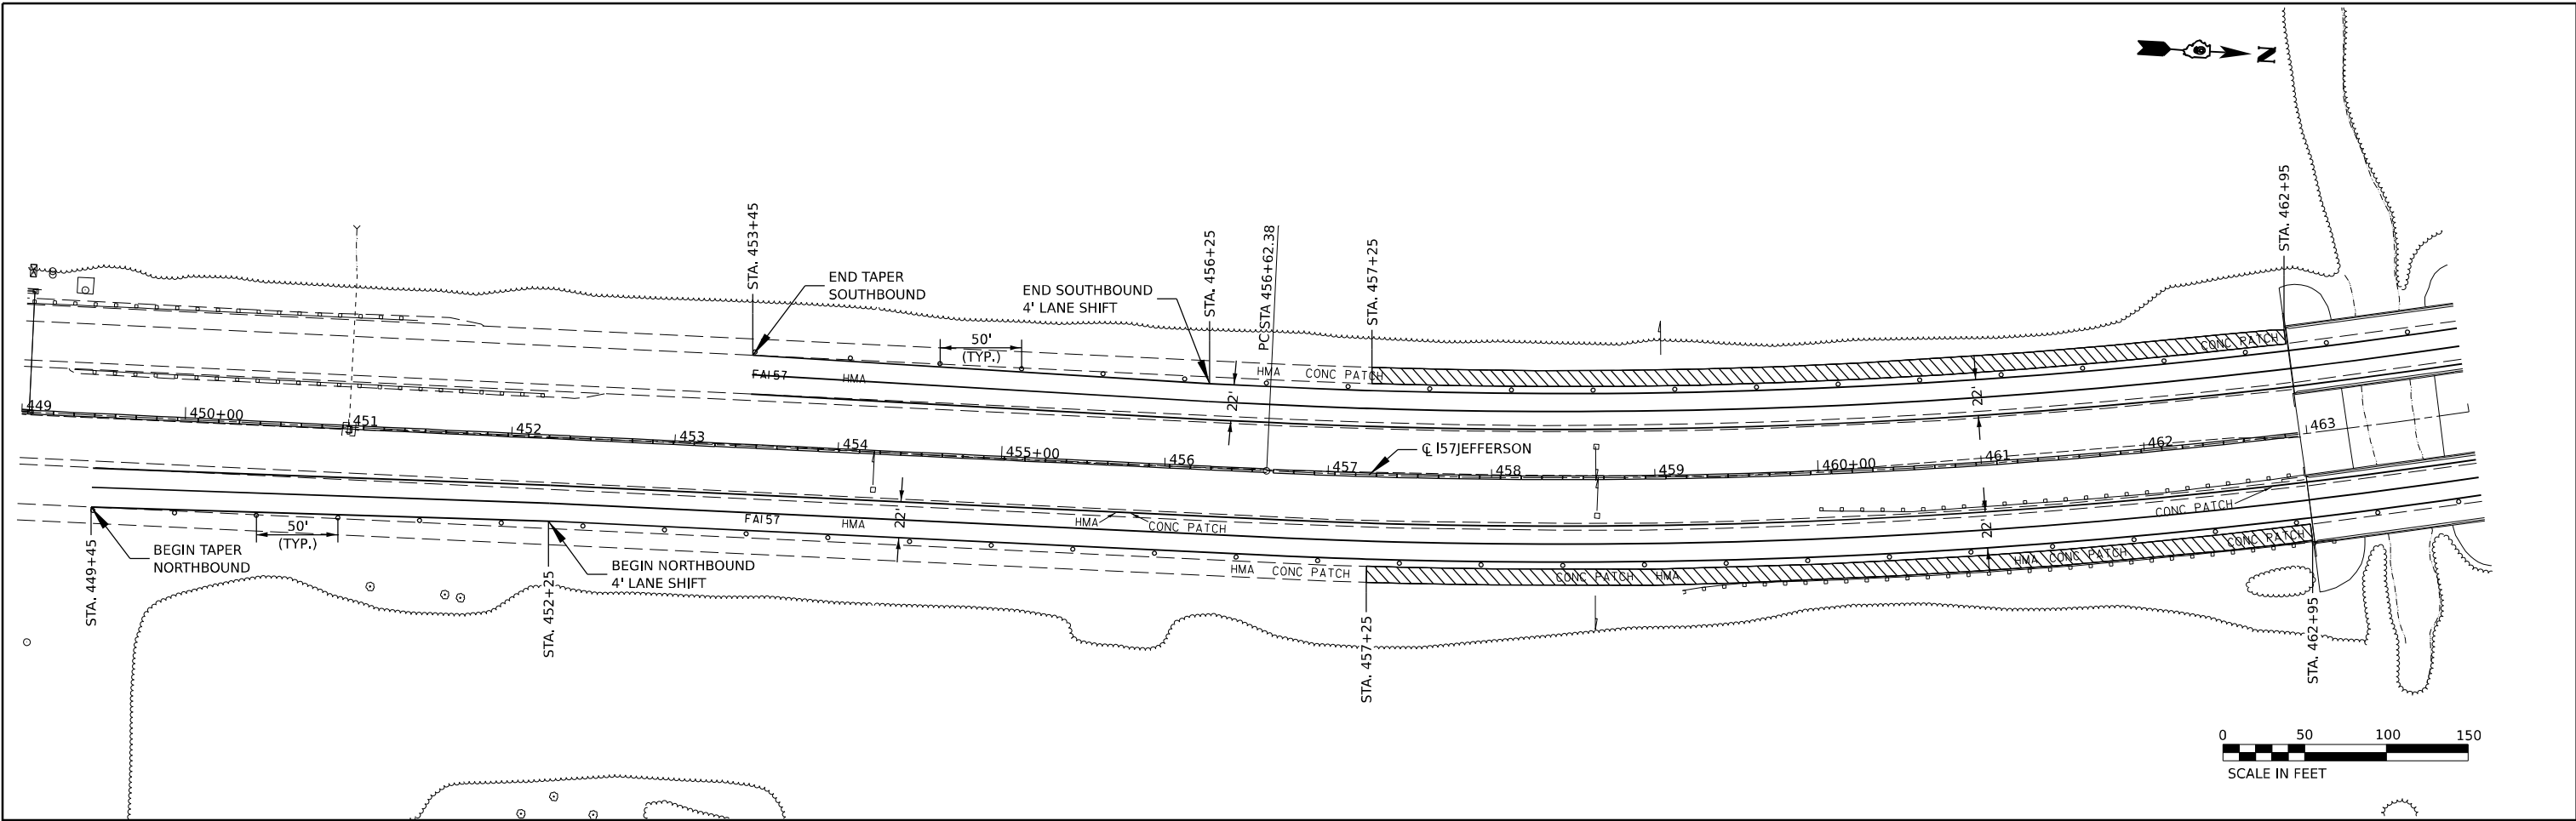 N
STA. 462+95
STA. 453+45
STA. 456+25
PC STA 456+62.38
STA. 457+25
END TAPER
SOUTHBOUND
END SOUTHBOUND
4' LANE SHIFT
50'
(TYP.)
FAI 57
HMA
HMA
CONC PATCH
CONC PATCH
22'
22'
449
450+00
451
452
453
454
455+00
456
457
458
459
460+00
461
462
463
℄ I57JEFFERSON
FAI 57
HMA
22'
HMA
CONC PATCH
CONC PATCH
22'
50'
(TYP.)
BEGIN TAPER
NORTHBOUND
BEGIN NORTHBOUND
4' LANE SHIFT
HMA
CONC PATCH
CONC PATCH
HMA
HMA
CONC PATCH
CONC PATCH
STA. 449+45
STA. 452+25
STA. 457+25
STA. 462+95
0
50
100
150
SCALE IN FEET